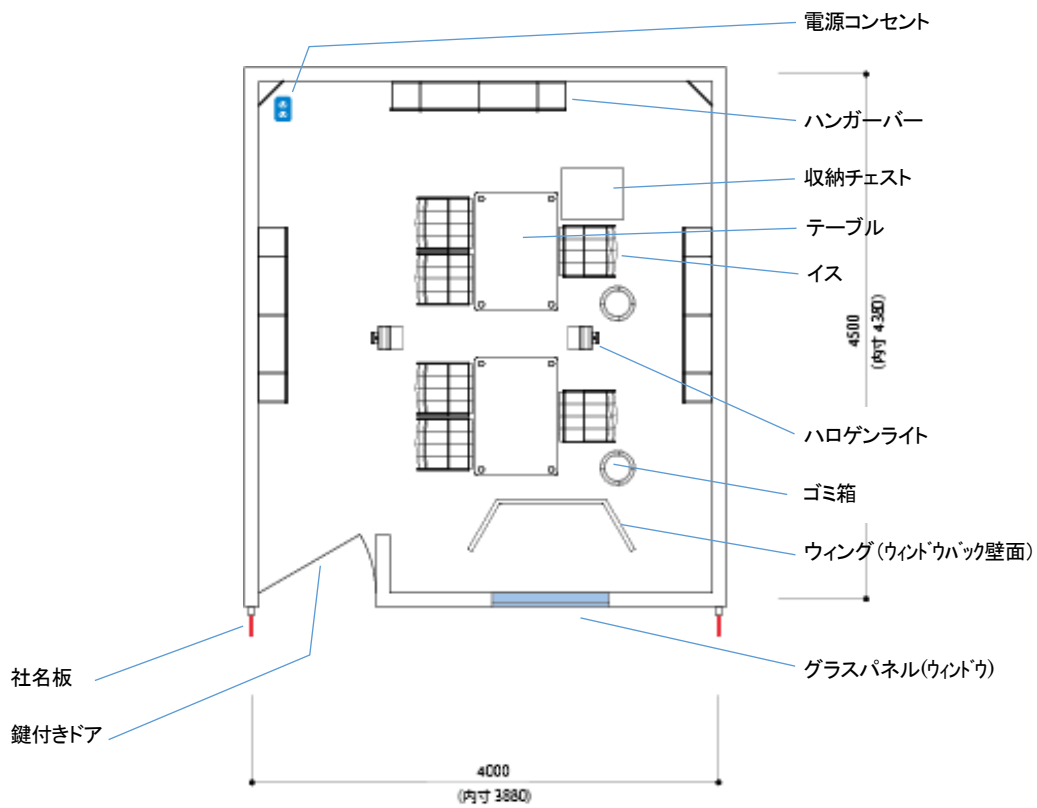 電源コンセント
ハンガーバー
収納チェスト
テーブル
イス
4500
(内寸 4380)
ハロゲンライト
ゴミ箱
ウィング(ウィンドウバック壁面)
グラスパネル(ウィンドウ)
社名板
鍵付きドア
4000
(内寸 3880)